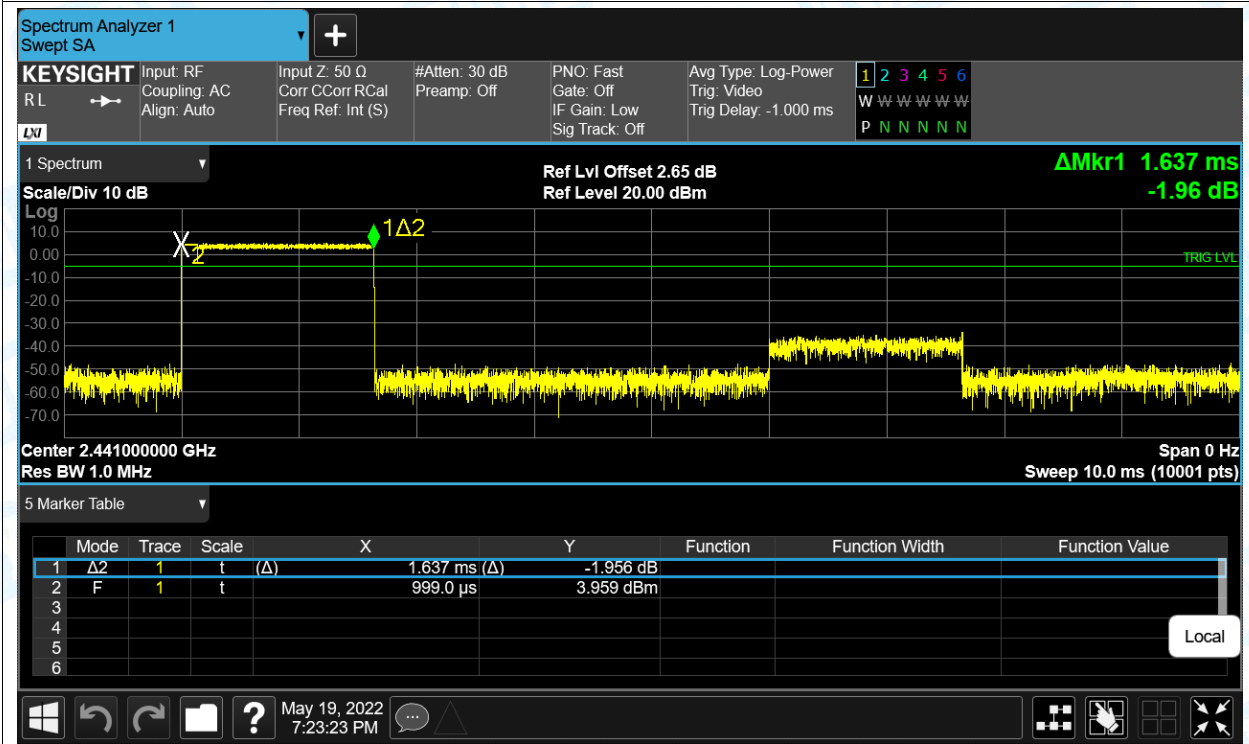 Spectrum Analyzer 1
Swept SA
KEYSIGHT
R L
LXI
Input: RF
Coupling: AC
Align: Auto
Input Z: 50 Ω
Corr CCorr RCal
Freq Ref: Int (S)
#Atten: 30 dB
Preamp: Off
PNO: Fast
Gate: Off
IF Gain: Low
Sig Track: Off
Avg Type: Log-Power
Trig: Video
Trig Delay: -1.000 ms
1 2 3 4 5 6
W W W W W W
P N N N N N
1 Spectrum
Scale/Div 10 dB
Ref Lvl Offset 2.65 dB
Ref Level 20.00 dBm
ΔMkr1 1.637 ms
-1.96 dB
Log
10.0
0.00
-10.0
-20.0
-30.0
-40.0
-50.0
-60.0
-70.0
1Δ2
2
TRIG LVL
Center 2.441000000 GHz
Res BW 1.0 MHz
Span 0 Hz
Sweep 10.0 ms (10001 pts)
5 Marker Table
Mode Trace Scale X Y Function Function Width Function Value
1 Δ2 1 t (Δ) 1.637 ms (Δ) -1.956 dB
2 F 1 t 999.0 µs 3.959 dBm
3
4
5
6
Local
?
May 19, 2022
7:23:23 PM